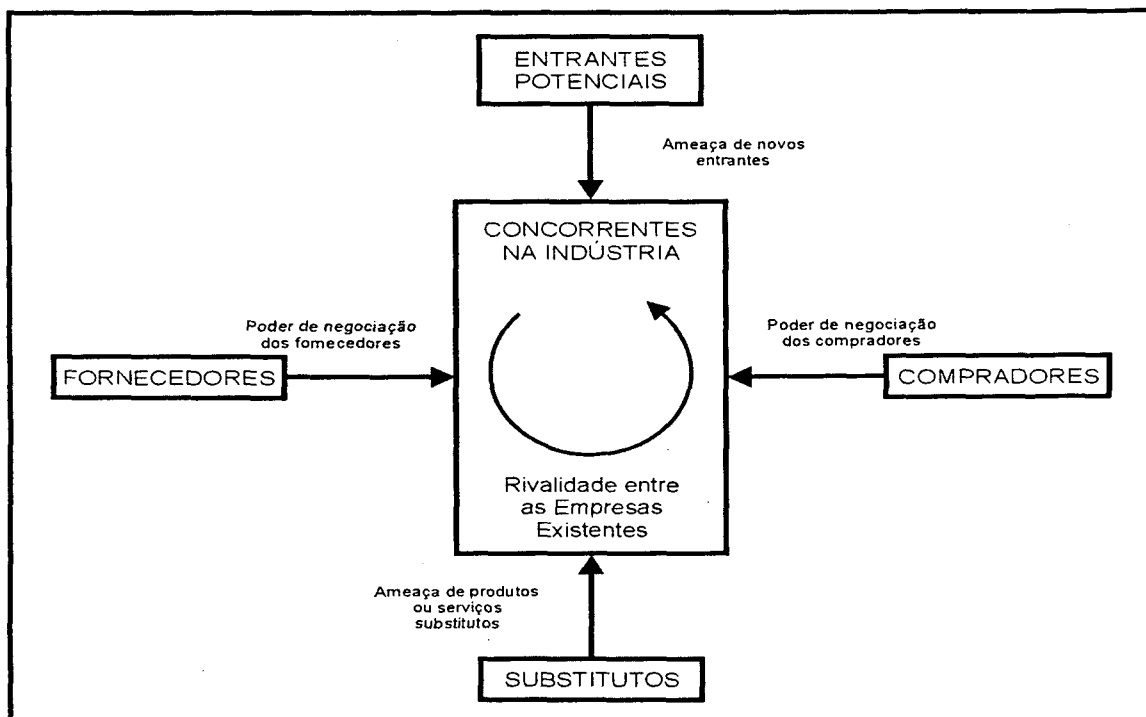 ENTRANTES
POTENCIAIS
Ameaça de novos
entrantes
CONCORRENTES
NA INDÚSTRIA
Poder de negociação
dos fornecedores
Poder de negociação
dos compradores
FORNECEDORES
COMPRADORES
Rivalidade entre
as Empresas
Existentes
Ameaça de produtos
ou serviços
substitutos
SUBSTITUTOS